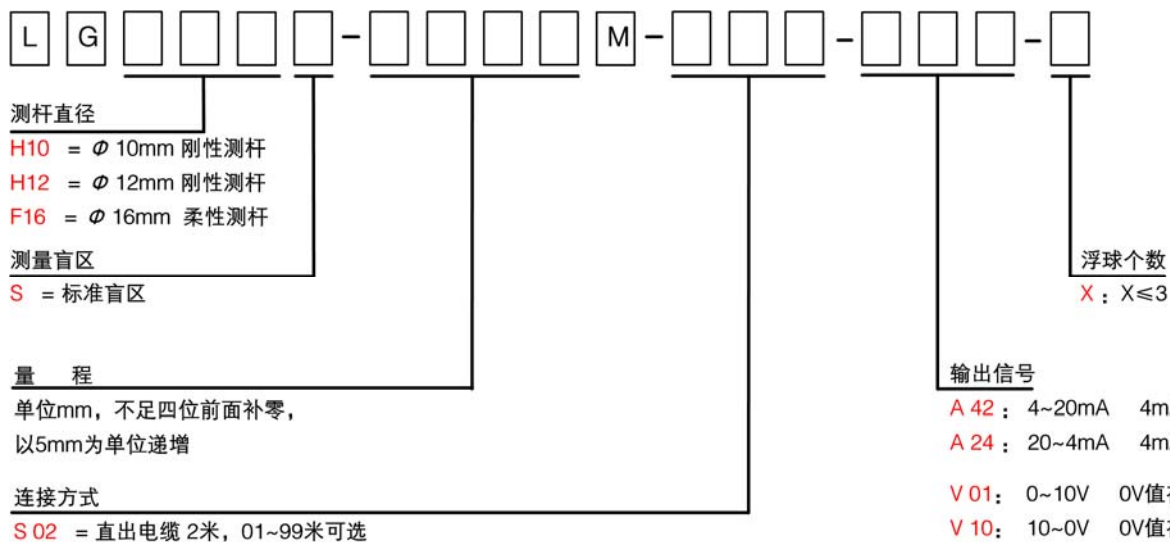 L G □□□□-□□□□M-□□□-□□□-□
测杆直径
H10 = Φ 10mm 刚性测杆
H12 = Φ 12mm 刚性测杆
F16 = Φ 16mm 柔性测杆
测量盲区
S = 标准盲区
浮球个数
X：X≤3
量 程
单位mm，不足四位前面补零，
以5mm为单位递增
输出信号
A 42： 4~20mA 4m
A 24： 20~4mA 4m
V 01： 0~10V 0V值
V 10： 10~0V 0V值
连接方式
S 02 = 直出电缆 2米，01~99米可选